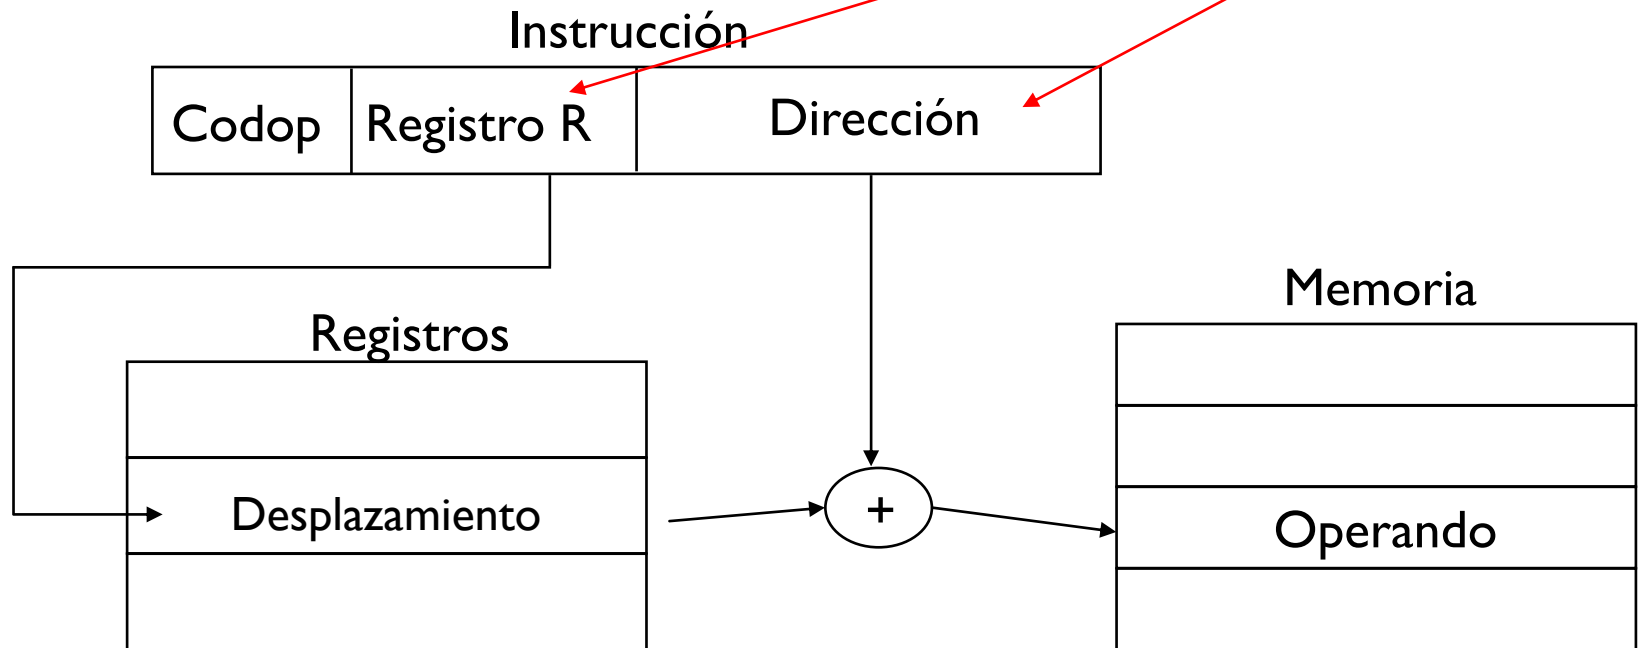 Instrucción
Codop
Registro R
Dirección
Memoria
Registros
Desplazamiento
+
Operando